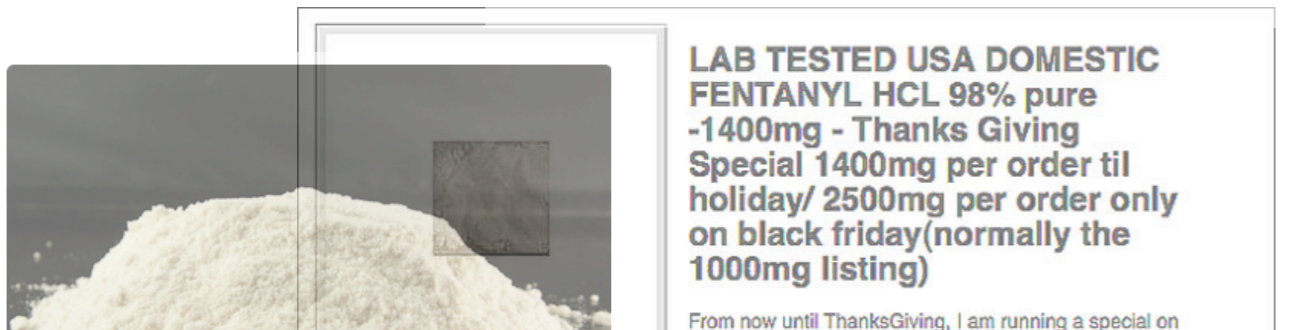 LAB TESTED USA DOMESTIC
FENTANYL HCL 98% pure
-1400mg - Thanks Giving
Special 1400mg per order til
holiday/ 2500mg per order only
on black friday(normally the
1000mg listing)
From now until ThanksGiving, I am running a special on